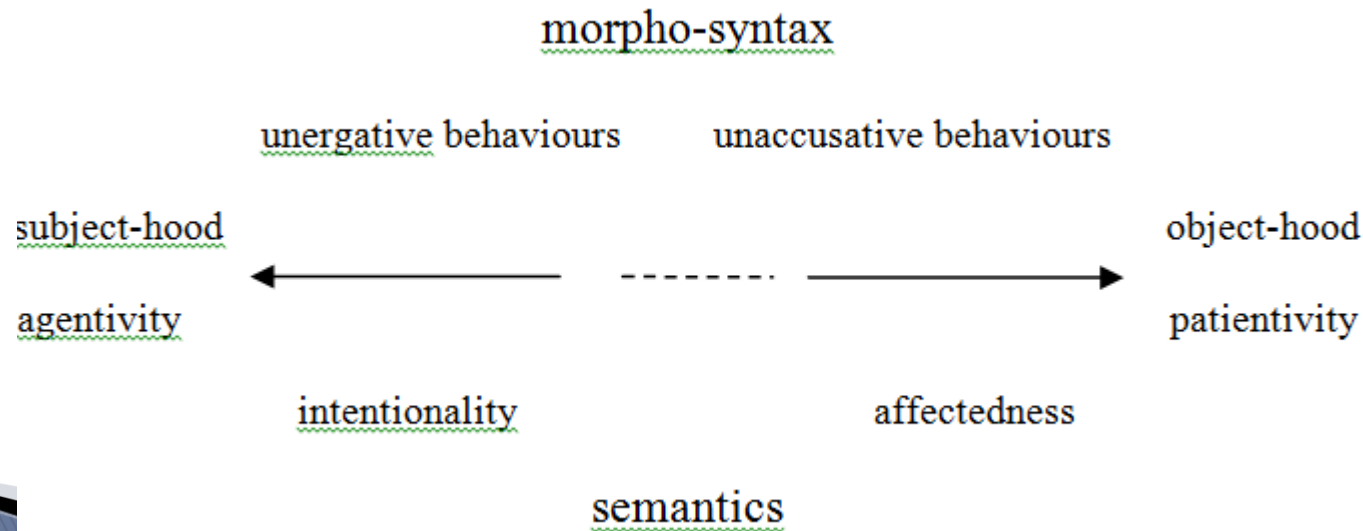 morpho-syntax
unergative behaviours unaccusative behaviours
subject-hood object-hood
agentivity patientivity
intentionality affectedness
semantics